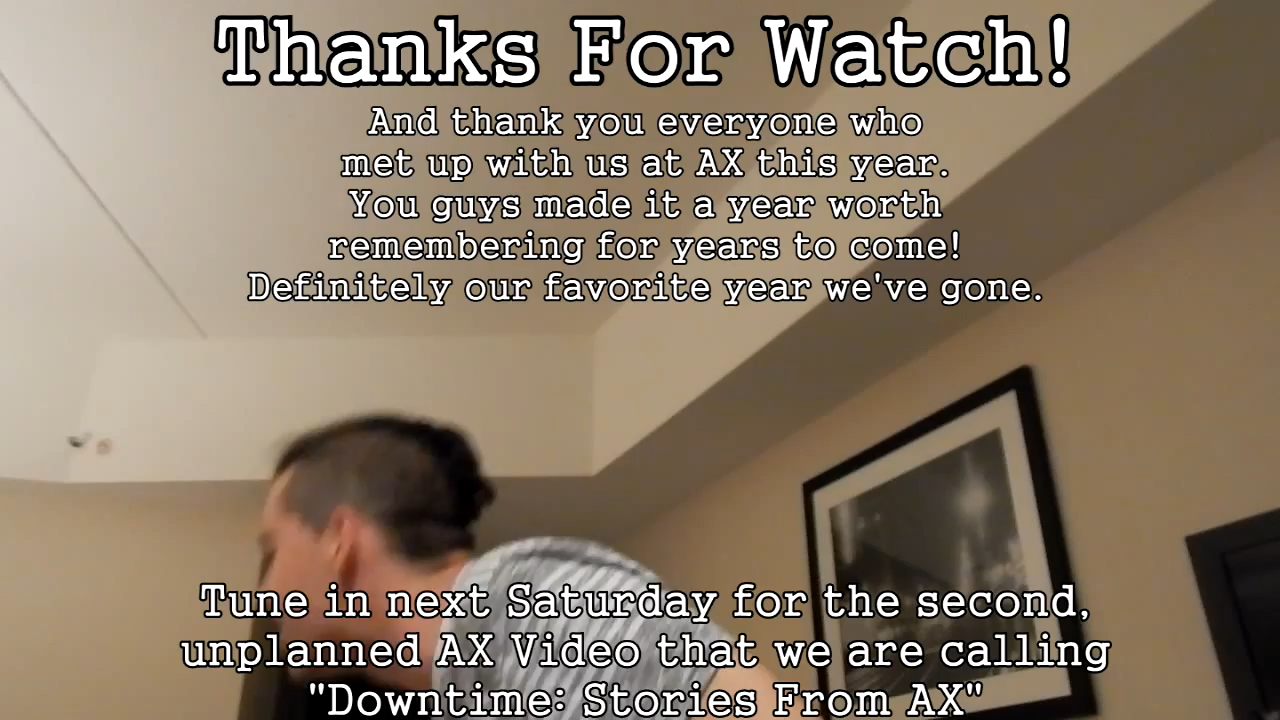 Thanks For Watch!
And thank you everyone who
met up with us at AX this year.
You guys made it a year worth
remembering for years to come!
Definitely our favorite year we've gone.
Tune in next Saturday for the second,
unplanned AX Video that we are calling
"Downtime: Stories From AX"